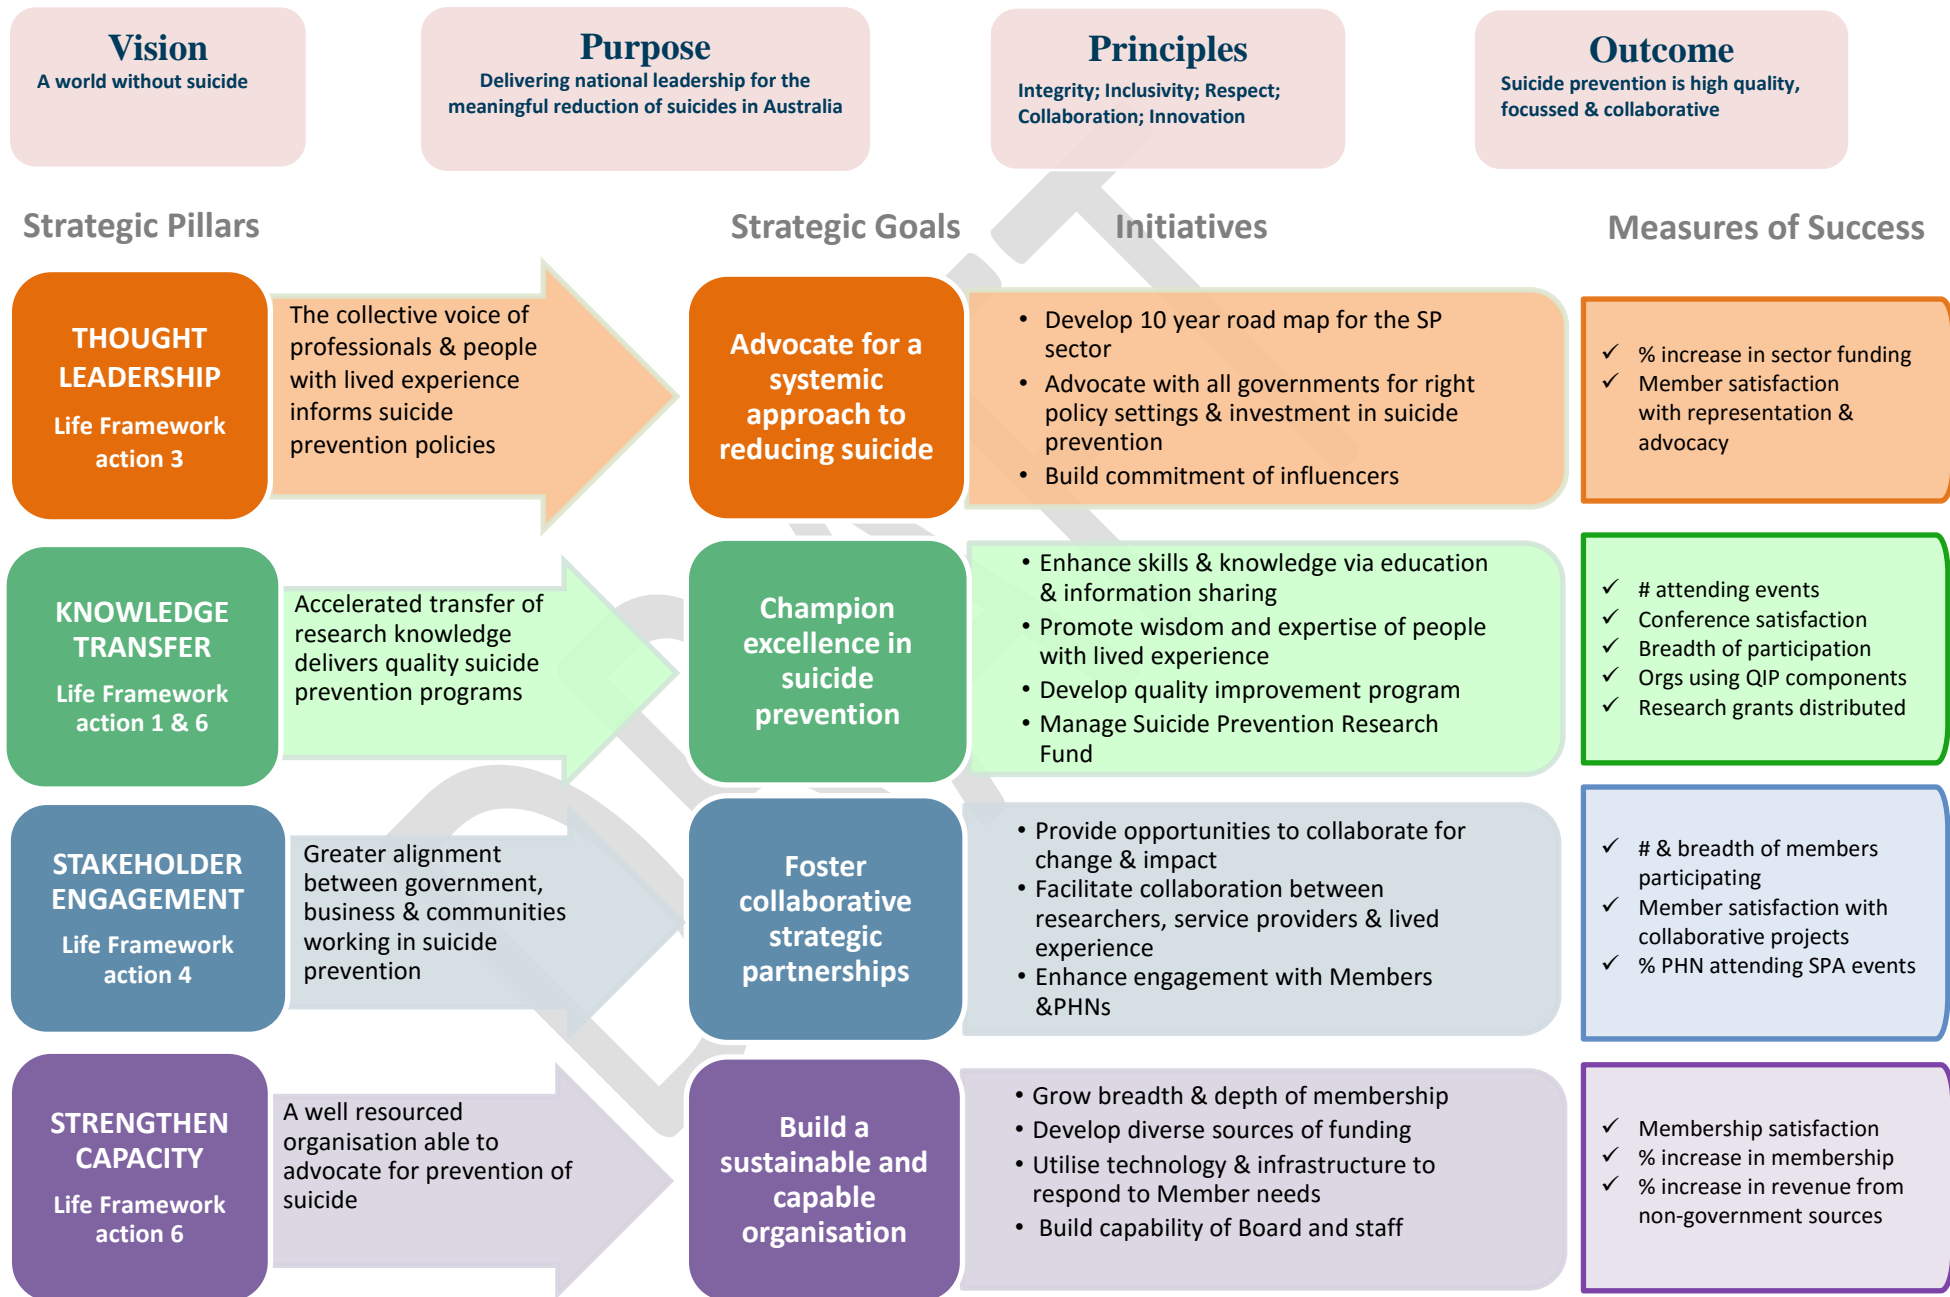 Vision
A world without suicide
Purpose
Delivering national leadership for the
meaningful reduction of suicides in Australia
Principles
Integrity; Inclusivity; Respect;
Collaboration; Innovation
Outcome
Suicide prevention is high quality,
focussed & collaborative
Strategic Pillars
Strategic Goals
Initiatives
Measures of Success
THOUGHT
LEADERSHIP
Life Framework
action 3
The collective voice of
professionals & people
with lived experience
informs suicide
prevention policies
Advocate for a
systemic
approach to
reducing suicide
• Develop 10 year road map for the SP
sector
• Advocate with all governments for right
policy settings & investment in suicide
prevention
• Build commitment of influencers
✓ % increase in sector funding
✓ Member satisfaction
with representation &
advocacy
KNOWLEDGE
TRANSFER
Life Framework
action 1 & 6
Accelerated transfer of
research knowledge
delivers quality suicide
prevention programs
Champion
excellence in
suicide
prevention
• Enhance skills & knowledge via education
& information sharing
• Promote wisdom and expertise of people
with lived experience
• Develop quality improvement program
• Manage Suicide Prevention Research
Fund
✓ # attending events
✓ Conference satisfaction
✓ Breadth of participation
✓ Orgs using QIP components
✓ Research grants distributed
STAKEHOLDER
ENGAGEMENT
Life Framework
action 4
Greater alignment
between government,
business & communities
working in suicide
prevention
Foster
collaborative
strategic
partnerships
• Provide opportunities to collaborate for
change & impact
• Facilitate collaboration between
researchers, service providers & lived
experience
• Enhance engagement with Members
&PHNs
✓ # & breadth of members
participating
✓ Member satisfaction with
collaborative projects
✓ % PHN attending SPA events
STRENGTHEN
CAPACITY
Life Framework
action 6
A well resourced
organisation able to
advocate for prevention of
suicide
Build a
sustainable and
capable
organisation
• Grow breadth & depth of membership
• Develop diverse sources of funding
• Utilise technology & infrastructure to
respond to Member needs
• Build capability of Board and staff
✓ Membership satisfaction
✓ % increase in membership
✓ % increase in revenue from
non-government sources